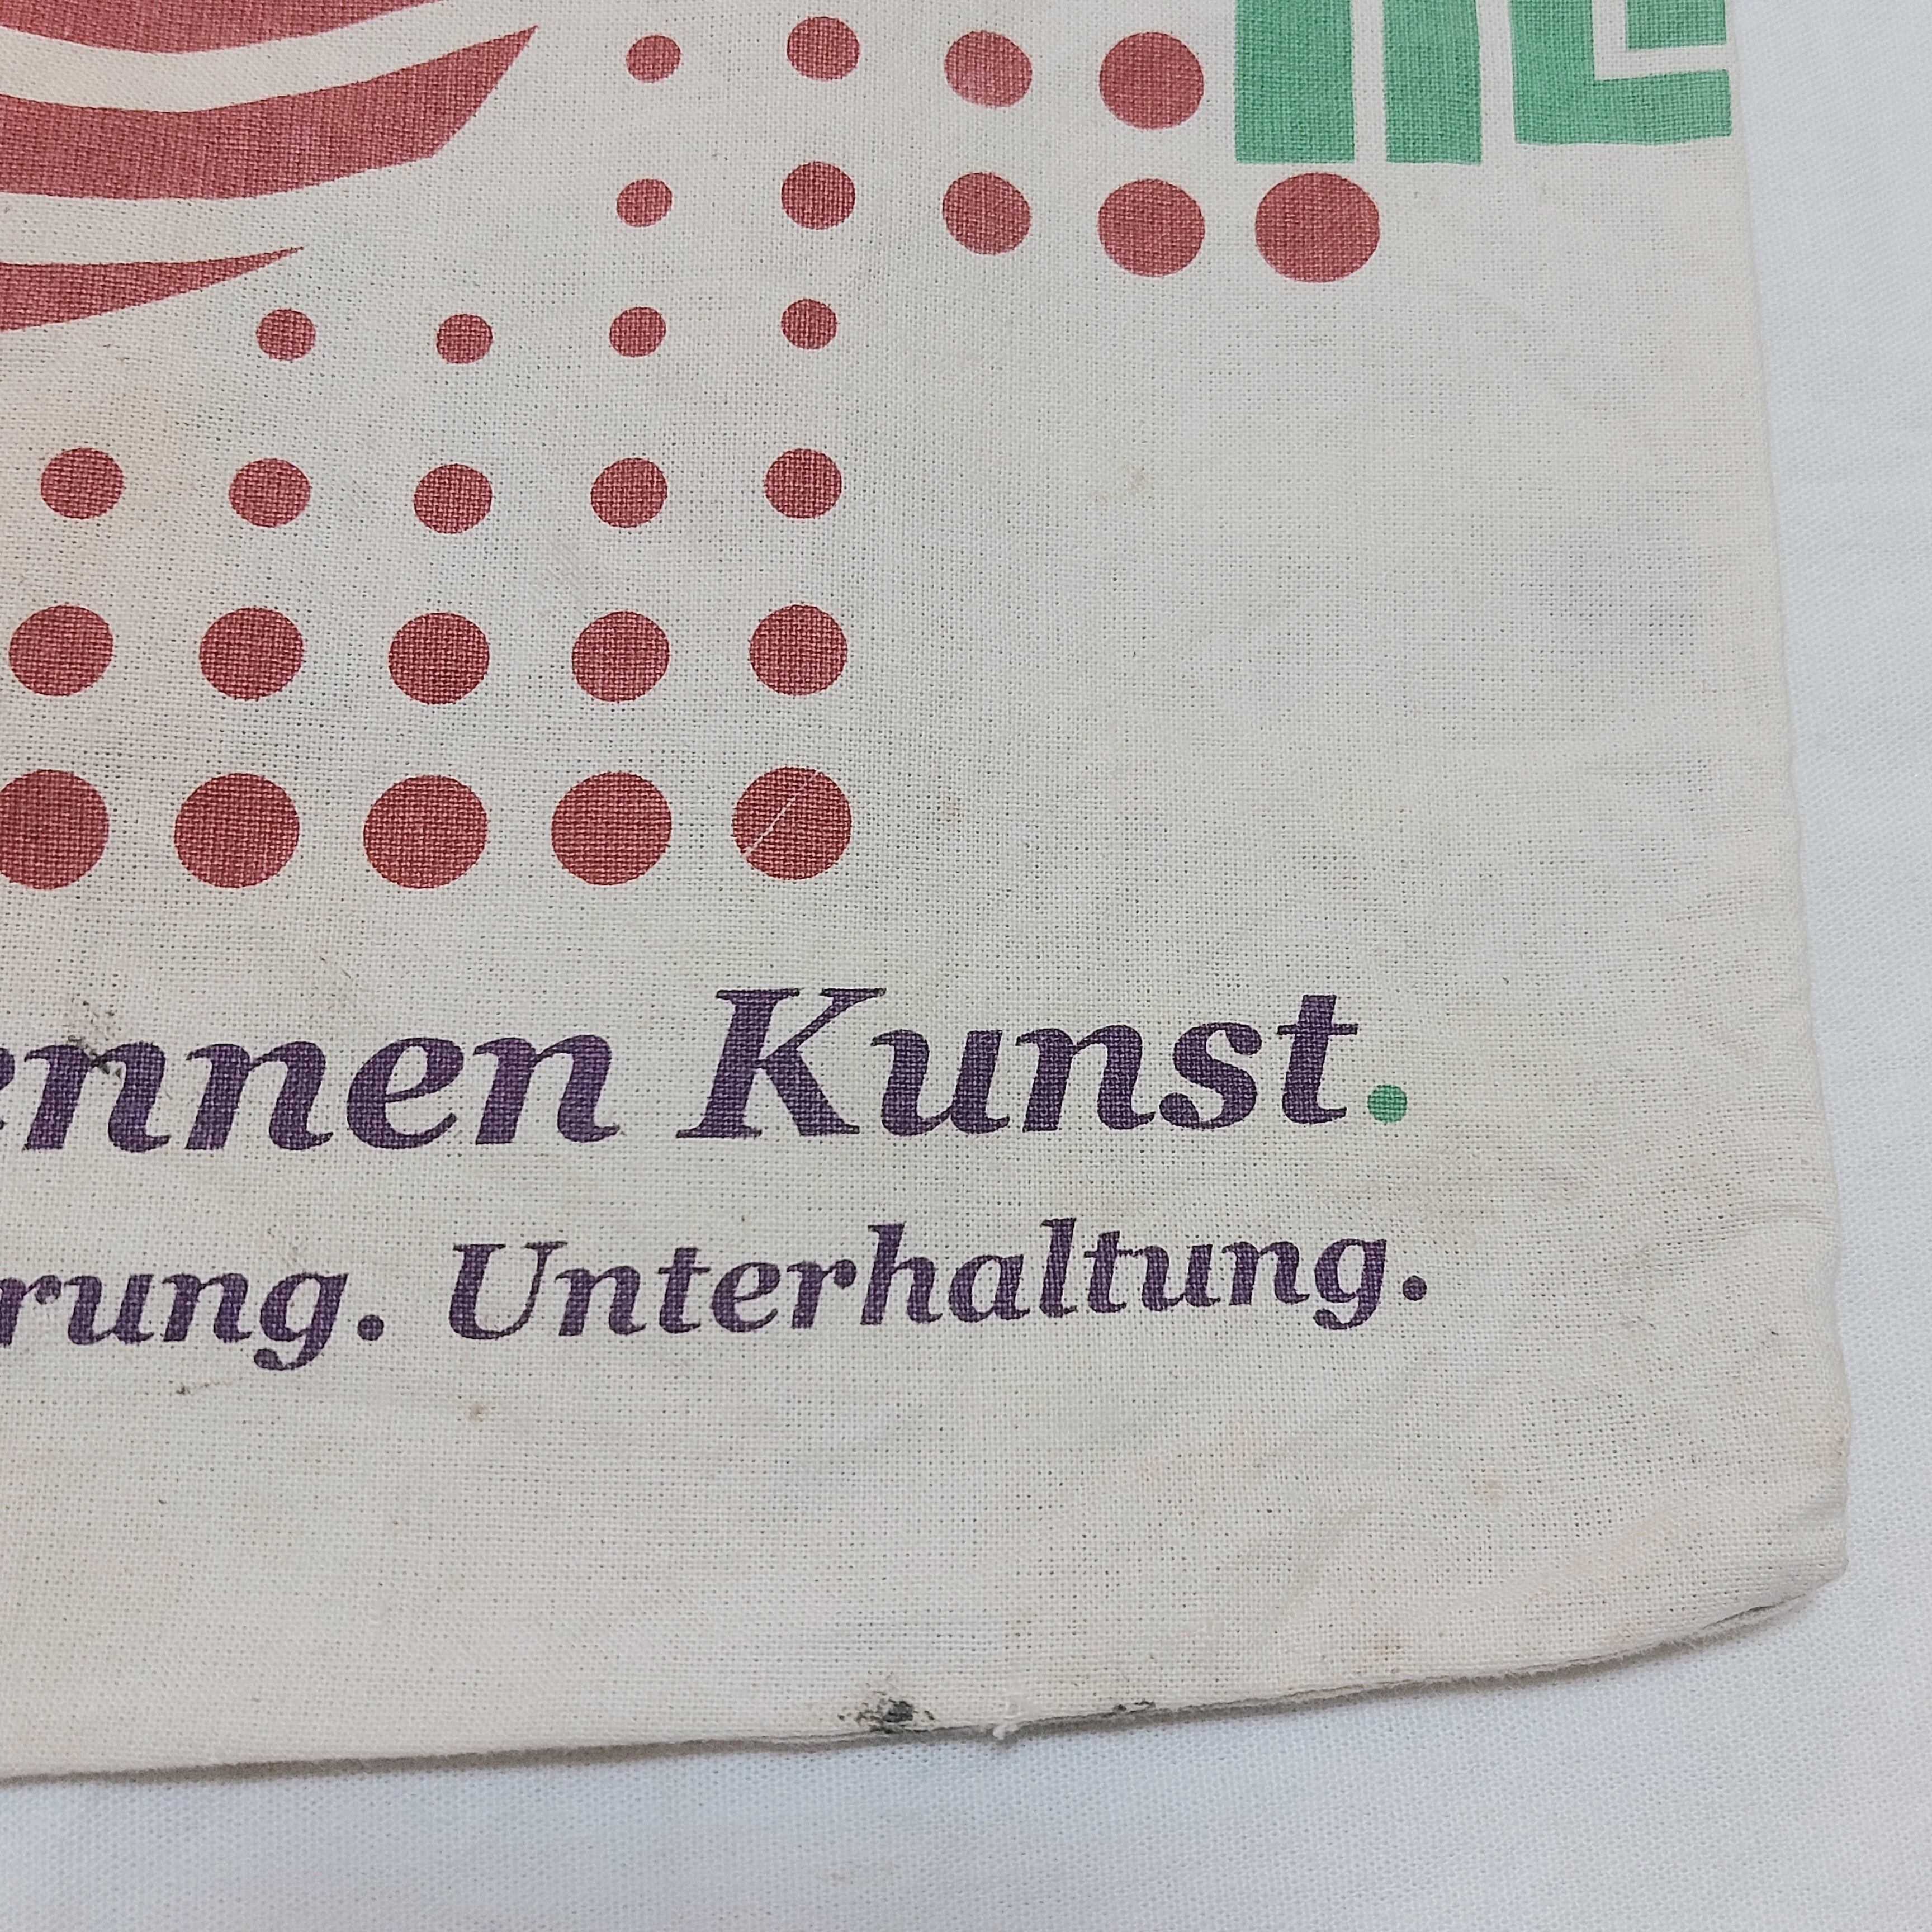 ennen Kunst.
rung. Unterhaltung.